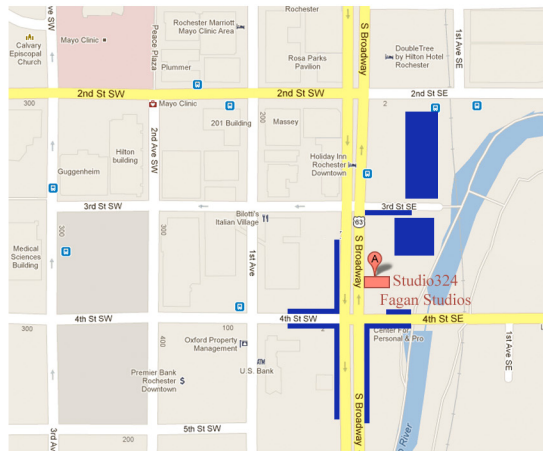 Rochester
Rochester Marriott
Mayo Clinic Area
Calvary
Episcopal
Church
Mayo Clinic
Peace Plaza
Plummer
Rosa Parks
Pavilion
S Broadway
DoubleTree
by Hilton Hotel
Rochester
1st Ave SE
2nd St SW
2nd St SW
2nd St SE
300
Mayo Clinic
2
200
201 Building
Massey
2nd Ave SW
Hilton
building
Guggenheim
Holiday Inn
Rochester
Downtown
3rd St SW
3rd St SE
Bilotti's
Italian Village
63
300
300
Medical
Sciences
Building
1st Ave
S Broadway
A
Studio324
Fagan Studios
4th St SW
4th St SW
4th St SE
300
400
100
Oxford Property
Management
Center For
Personal & Pro
1st Ave SE
U.S. Bank
Premier Bank
Rochester
Downtown
$
S Broadway
5th St SW
3rd Av
200
River